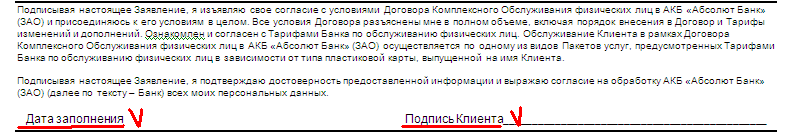 Подписывая настоящее Заявление, я изъявляю свое согласие с условиями Договора Комплексного Обслуживания физических лиц в АКБ «Абсолют Банк»
(ЗАО) и присоединяюсь к его условиям в целом. Все условия Договора разъяснены мне в полном объеме, включая порядок внесения в Договор и Тарифы
изменений и дополнений. Ознакомлен и согласен с Тарифами Банка по обслуживанию физических лиц. Обслуживание Клиента в рамках Договора
Комплексного Обслуживания физических лиц в АКБ «Абсолют Банк» (ЗАО) осуществляется по одному из видов Пакетов услуг, предусмотренных Тарифами
Банка по обслуживанию физических лиц в зависимости от типа пластиковой карты, выпущенной на имя Клиента.
Подписывая настоящее Заявление, я подтверждаю достоверность предоставленной информации и выражаю согласие на обработку АКБ «Абсолют Банк»
(ЗАО) (далее по тексту – Банк) всех моих персональных данных.
Дата заполнения V Подпись Клиента V